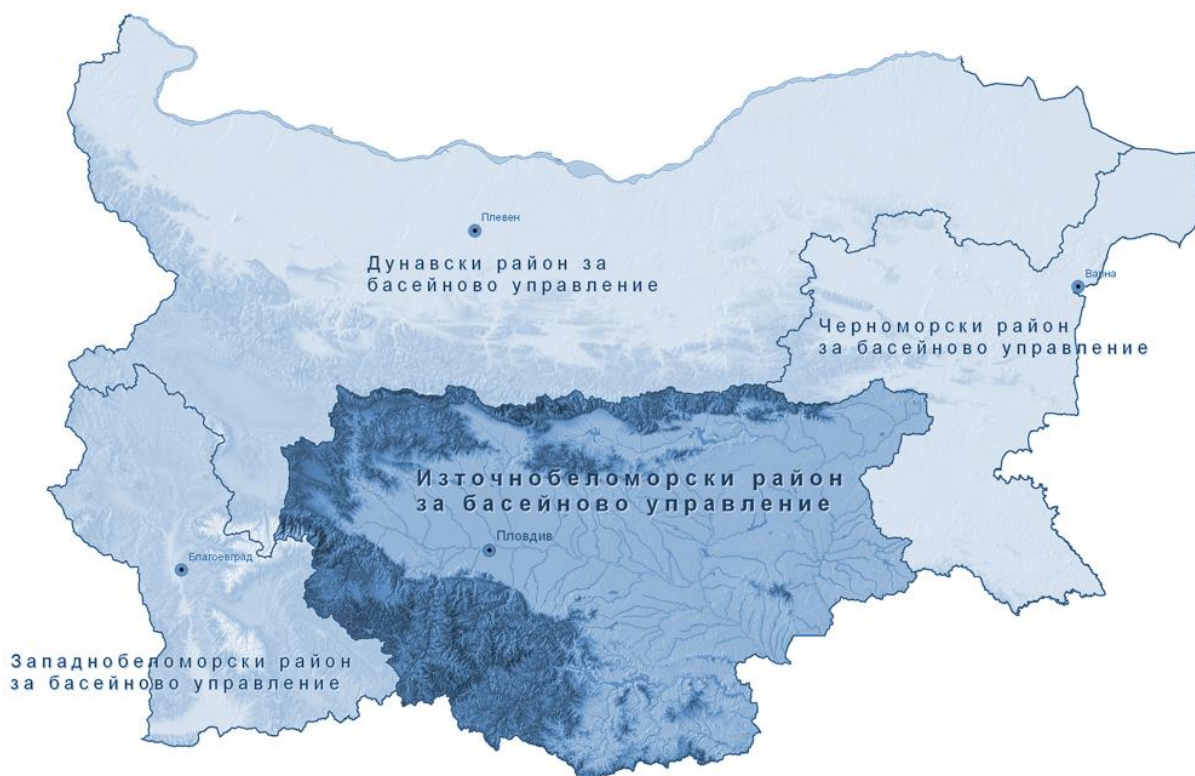 Плевен
Дунавски район за
басейново управление
Варна
Черноморски район
за басейново управление
Източнобеломорски район
за басейново управление
Пловдив
Благоевград
Западнобеломорски район
за басейново управление